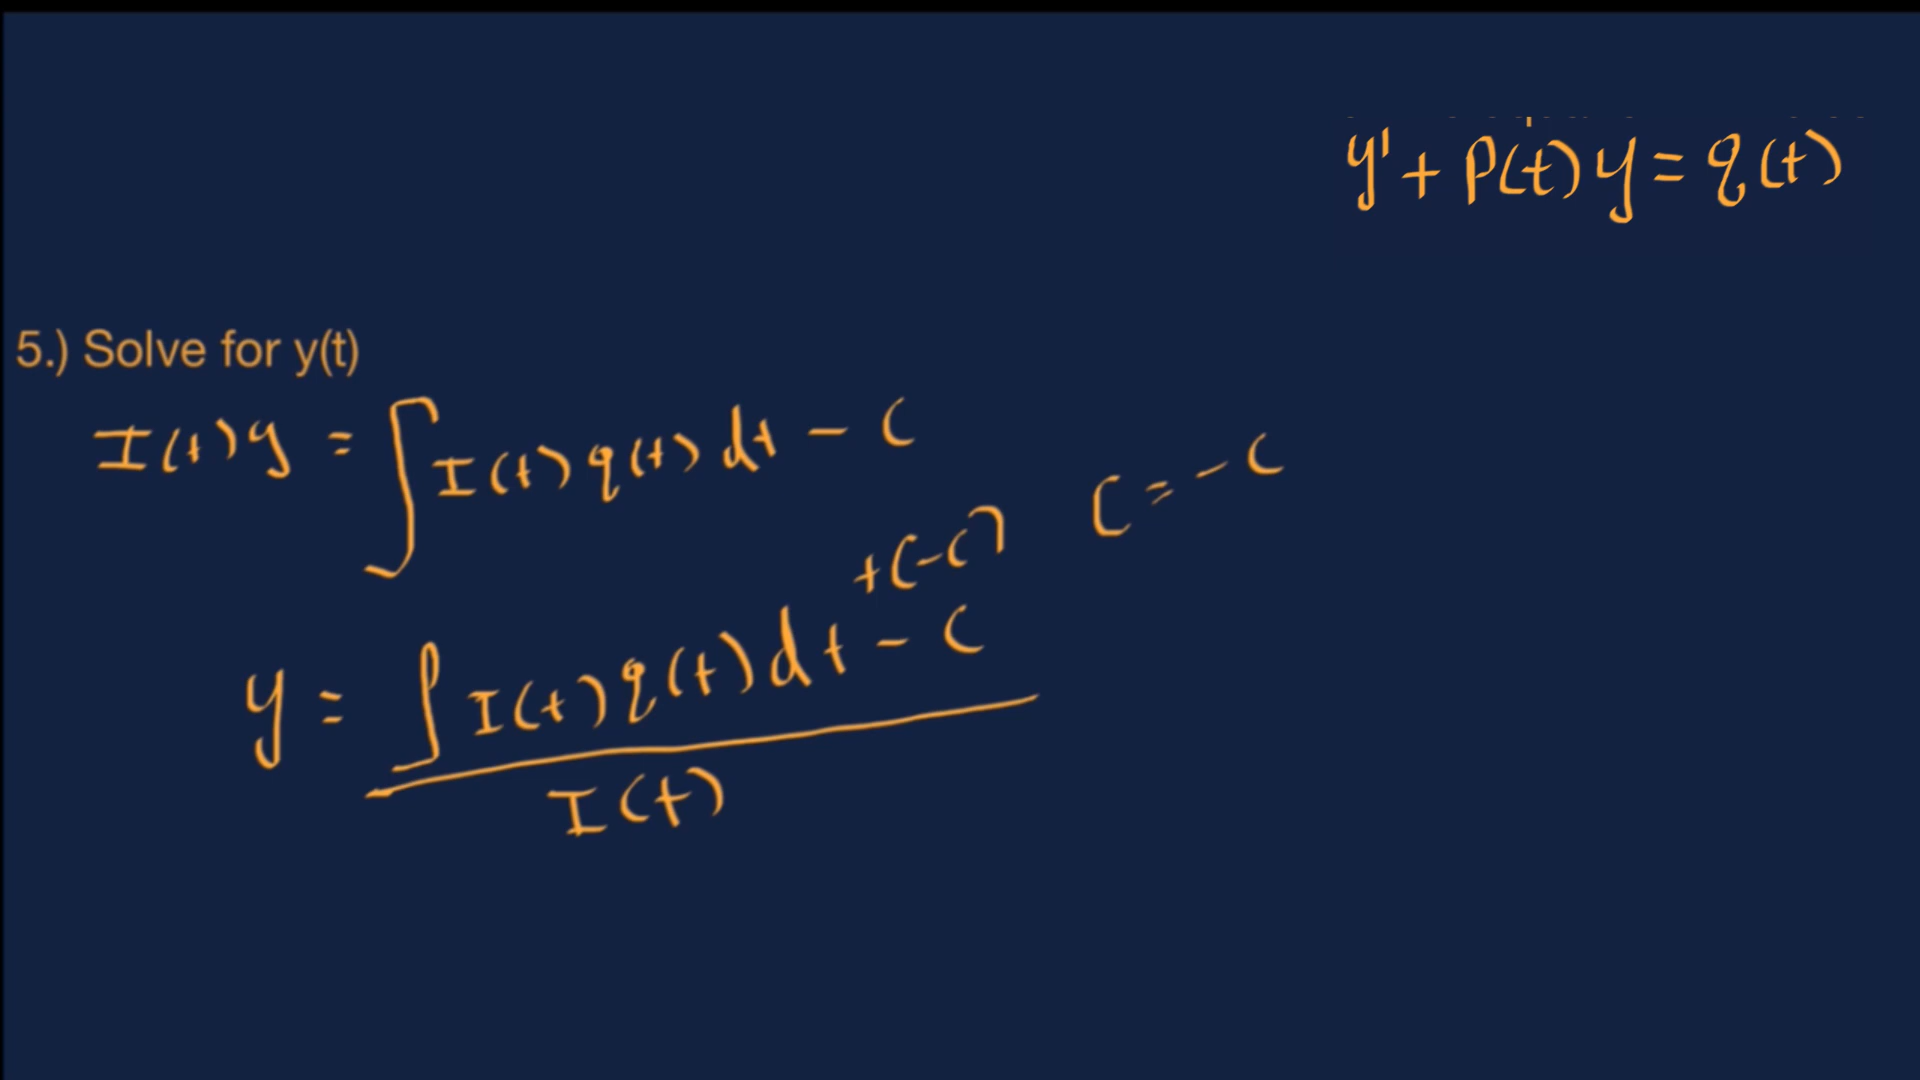 y' + p(t) y = q(t)
5.) Solve for y(t)
I(t) y = ∫ I(t) q(t) dt - C
C = - C
+ (-C)
y = ∫ I(t) q(t) dt - C
I(t)